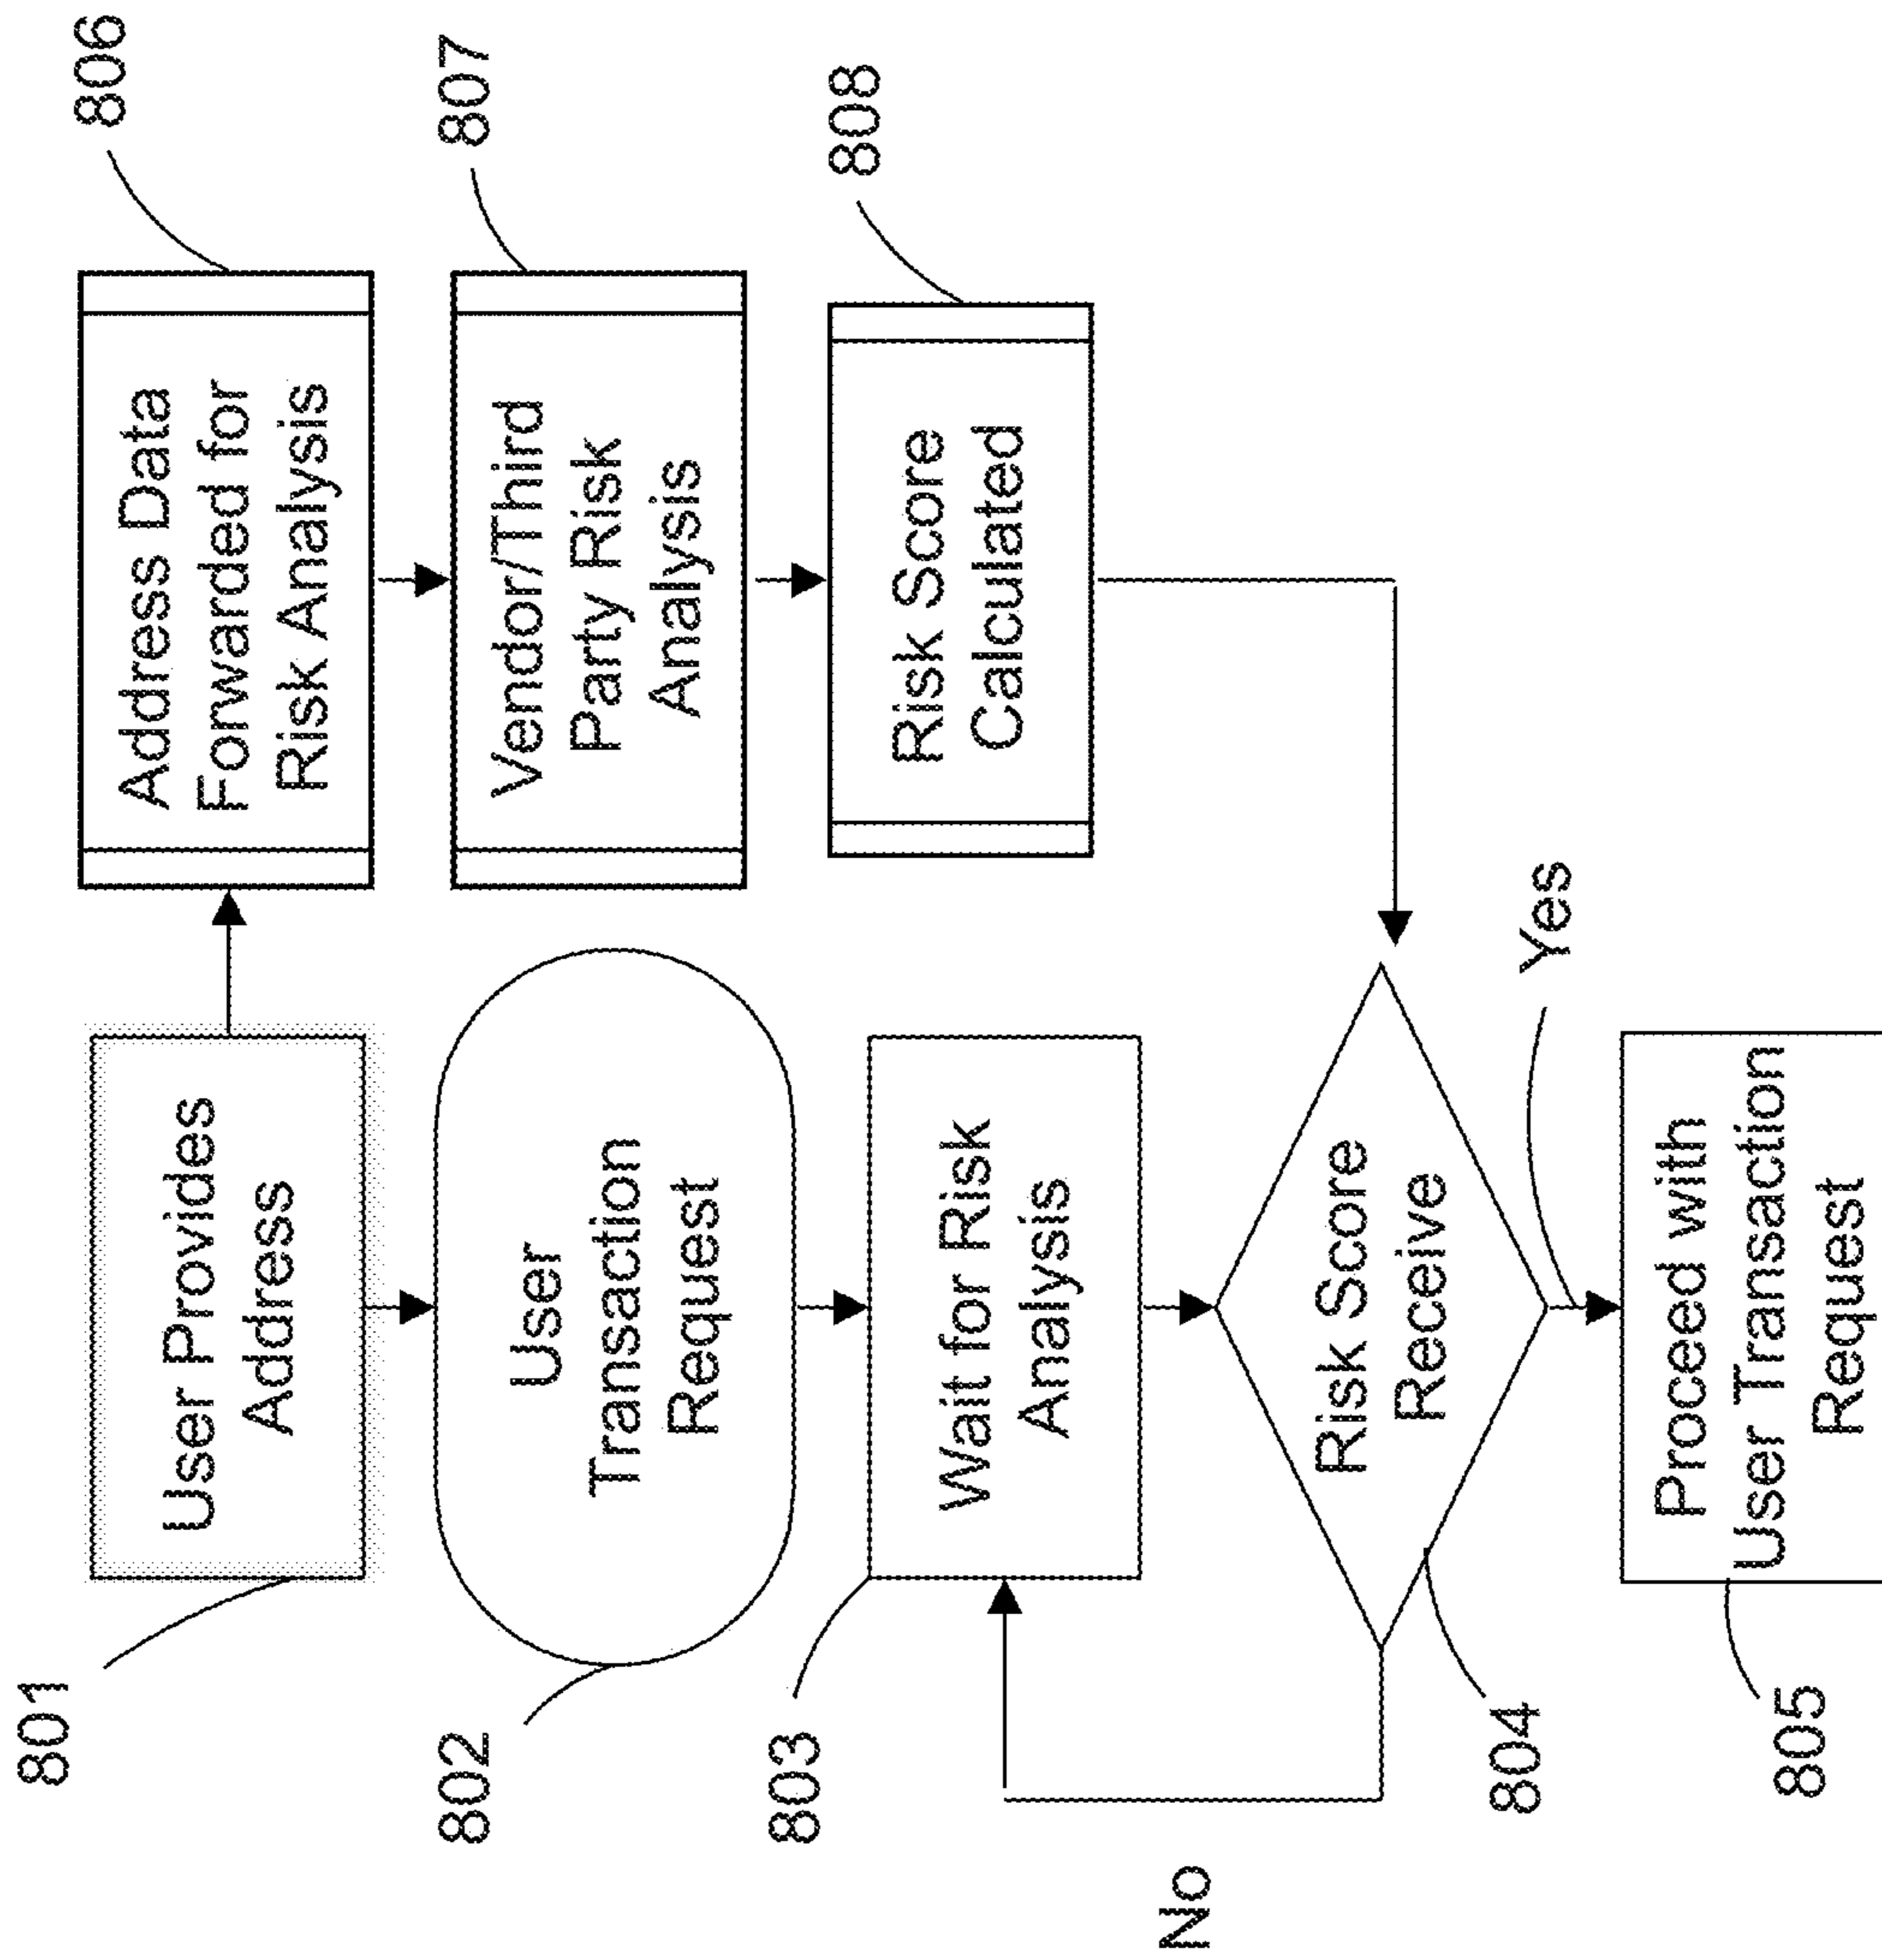 801
User Provides
Address
806
Address Data
Forwarded for
Risk Analysis
802
User
Transaction
Request
807
Vendor/Third
Party Risk
Analysis
803
Wait for Risk
Analysis
808
Risk Score
Calculated
No
804
Risk Score
Receive
Yes
805
Proceed with
User Transaction
Request